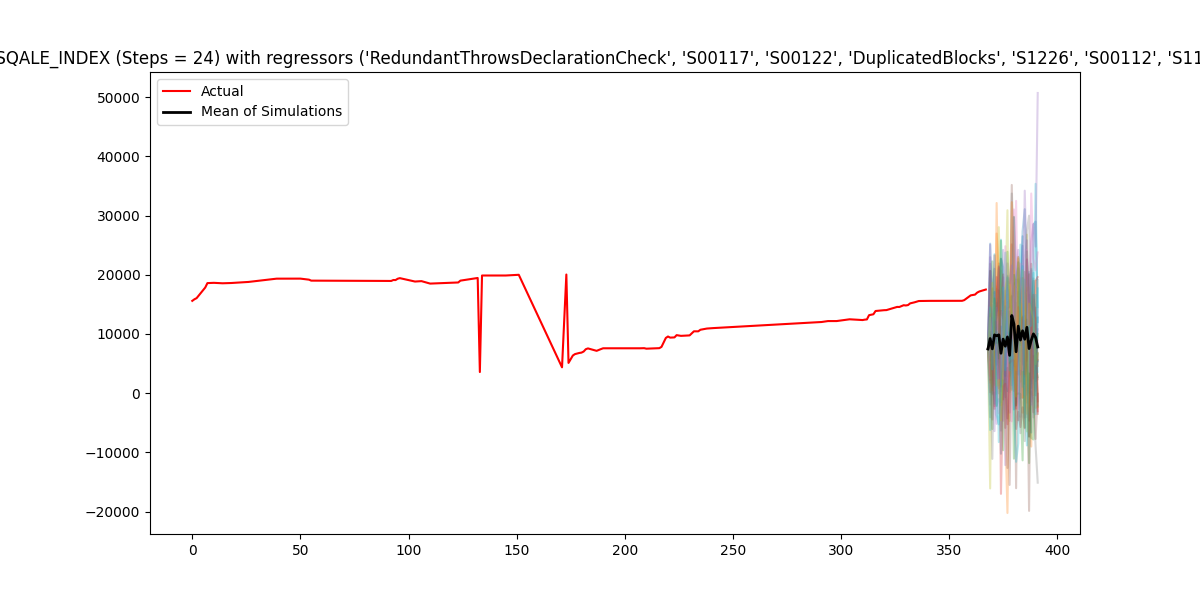 SQALE_INDEX (Steps = 24) with regressors ('RedundantThrowsDeclarationCheck', 'S00117', 'S00122', 'DuplicatedBlocks', 'S1226', 'S00112', 'S11
Actual
Mean of Simulations
50000
40000
30000
20000
10000
0
−10000
−20000
0 50 100 150 200 250 300 350 400